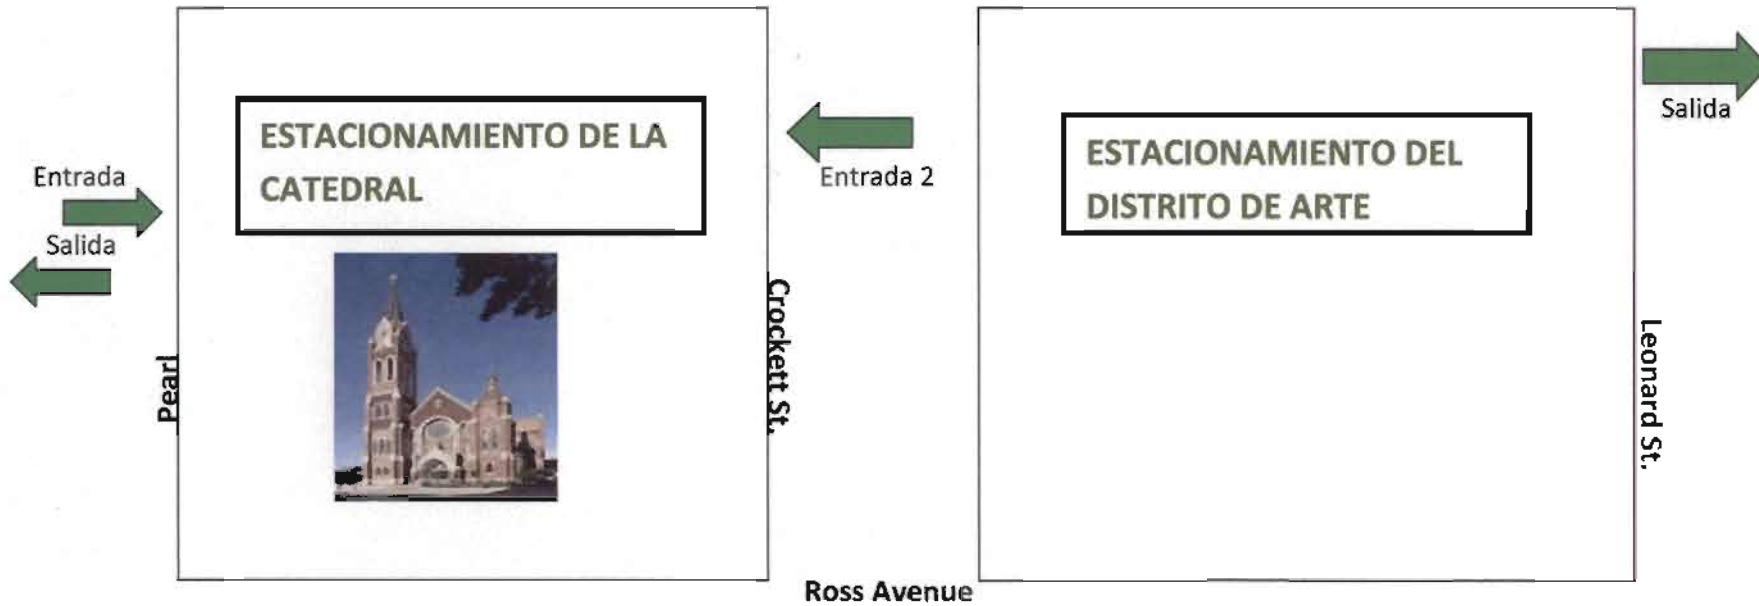 ESTACIONAMIENTO DE LA
CATEDRAL
Entrada
Salida
Pearl
Entrada 2
Crockett St.
ESTACIONAMIENTO DEL
DISTRITO DE ARTE
Salida
Leonard St.
Ross Avenue